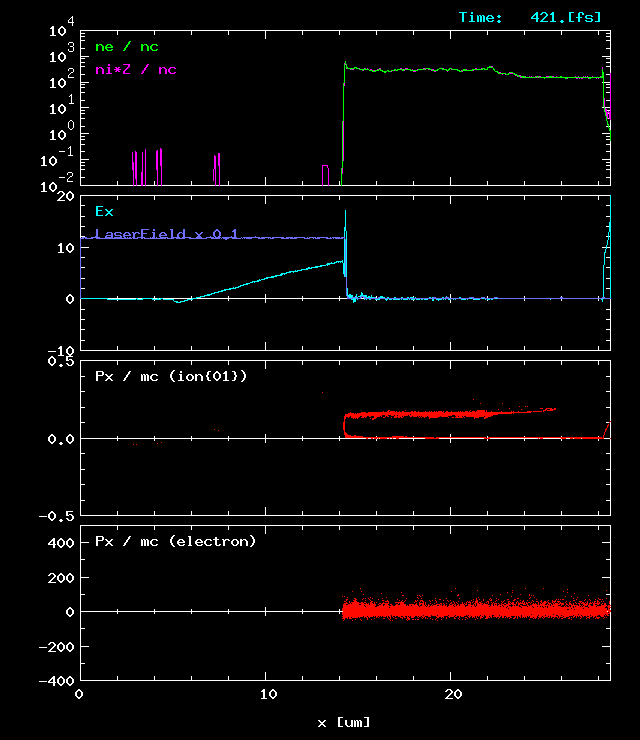 Time: 421.[fs]
10^4
10^3
10^2
10^1
10^0
10^-1
10^-2
ne / nc
ni*Z / nc
20
10
0
-10
Ex
LaserField x 0.1
0.5
0.0
-0.5
Px / mc (ion{01})
400
200
0
-200
-400
Px / mc (electron)
0 10 20
x [um]